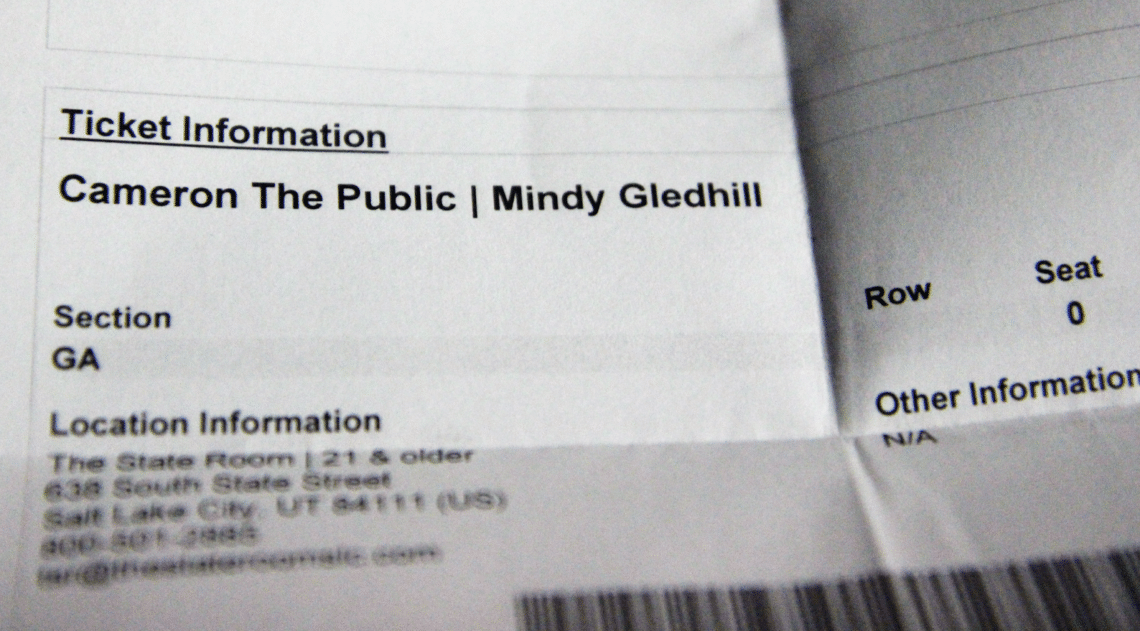 Ticket Information
Cameron The Public | Mindy Gledhill
Section
GA
Row
Seat
0
Location Information
The State Room | 21 & older
638 South State Street
Salt Lake City, UT 84111 (US)
Other Information
N/A